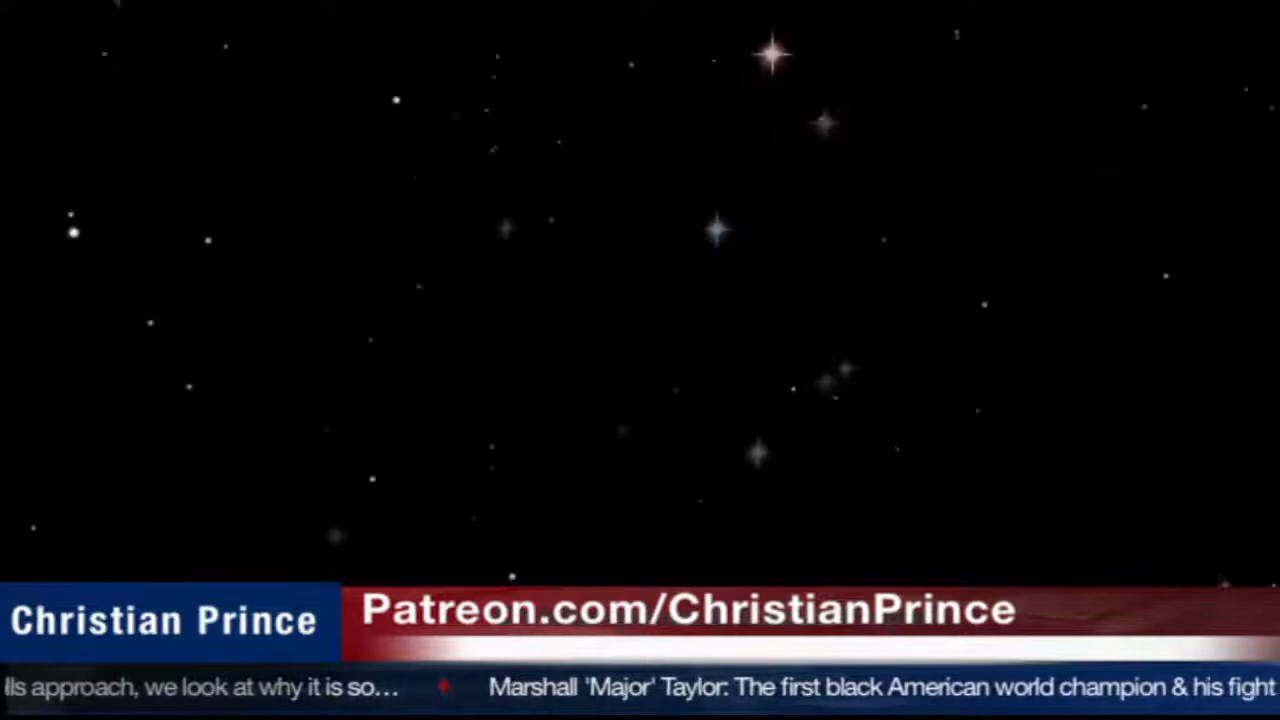 Christian Prince
Patreon.com/ChristianPrince
lls approach, we look at why it is so... Marshall 'Major' Taylor: The first black American world champion & his fight